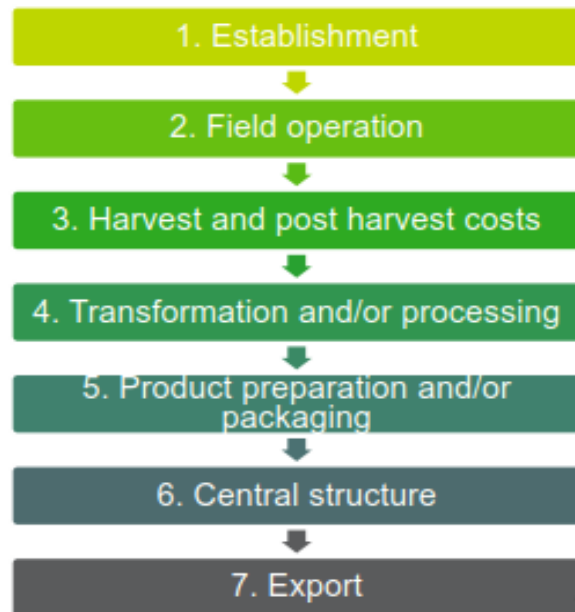 1. Establishment
2. Field operation
3. Harvest and post harvest costs
4. Transformation and/or processing
5. Product preparation and/or
packaging
6. Central structure
7. Export